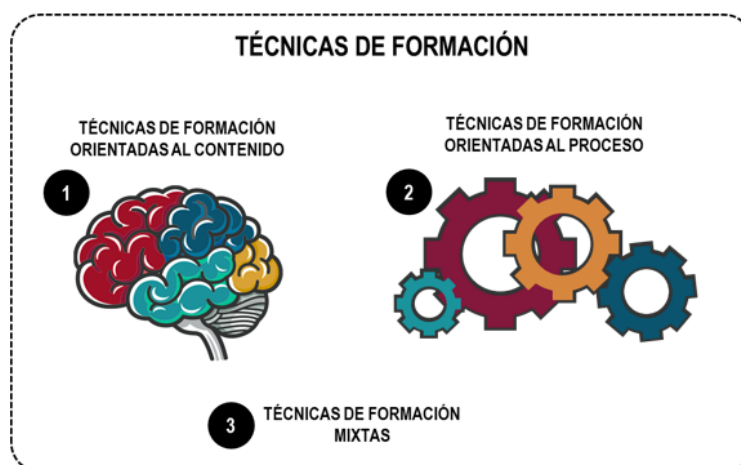 TÉCNICAS DE FORMACIÓN
TÉCNICAS DE FORMACIÓN
ORIENTADAS AL CONTENIDO
1
TÉCNICAS DE FORMACIÓN
ORIENTADAS AL PROCESO
2
3
TÉCNICAS DE FORMACIÓN
MIXTAS